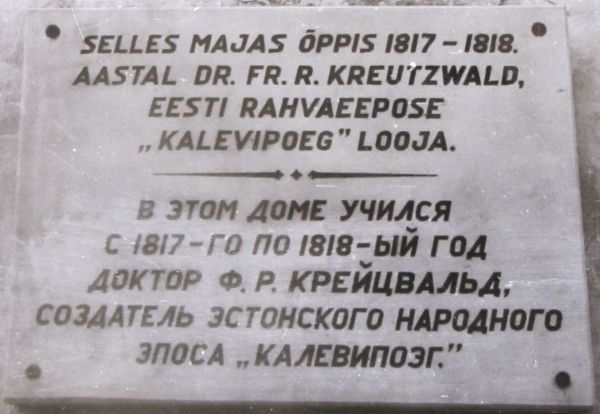 SELLES MAJAS ÕPPIS 1817-1818.
AASTAL DR. FR. R. KREUTZWALD,
EESTI RAHVAEEPOSE
„KALEVIPOEG” LOOJA.
В ЭТОМ ДОМЕ УЧИЛСЯ
С 1817-ГО ПО 1818-ЫЙ ГОД
ДОКТОР Ф. Р. КРЕЙЦВАЛЬД,
СОЗДАТЕЛЬ ЭСТОНСКОГО НАРОДНОГО
ЭПОСА „КАЛЕВИПОЭГ.”